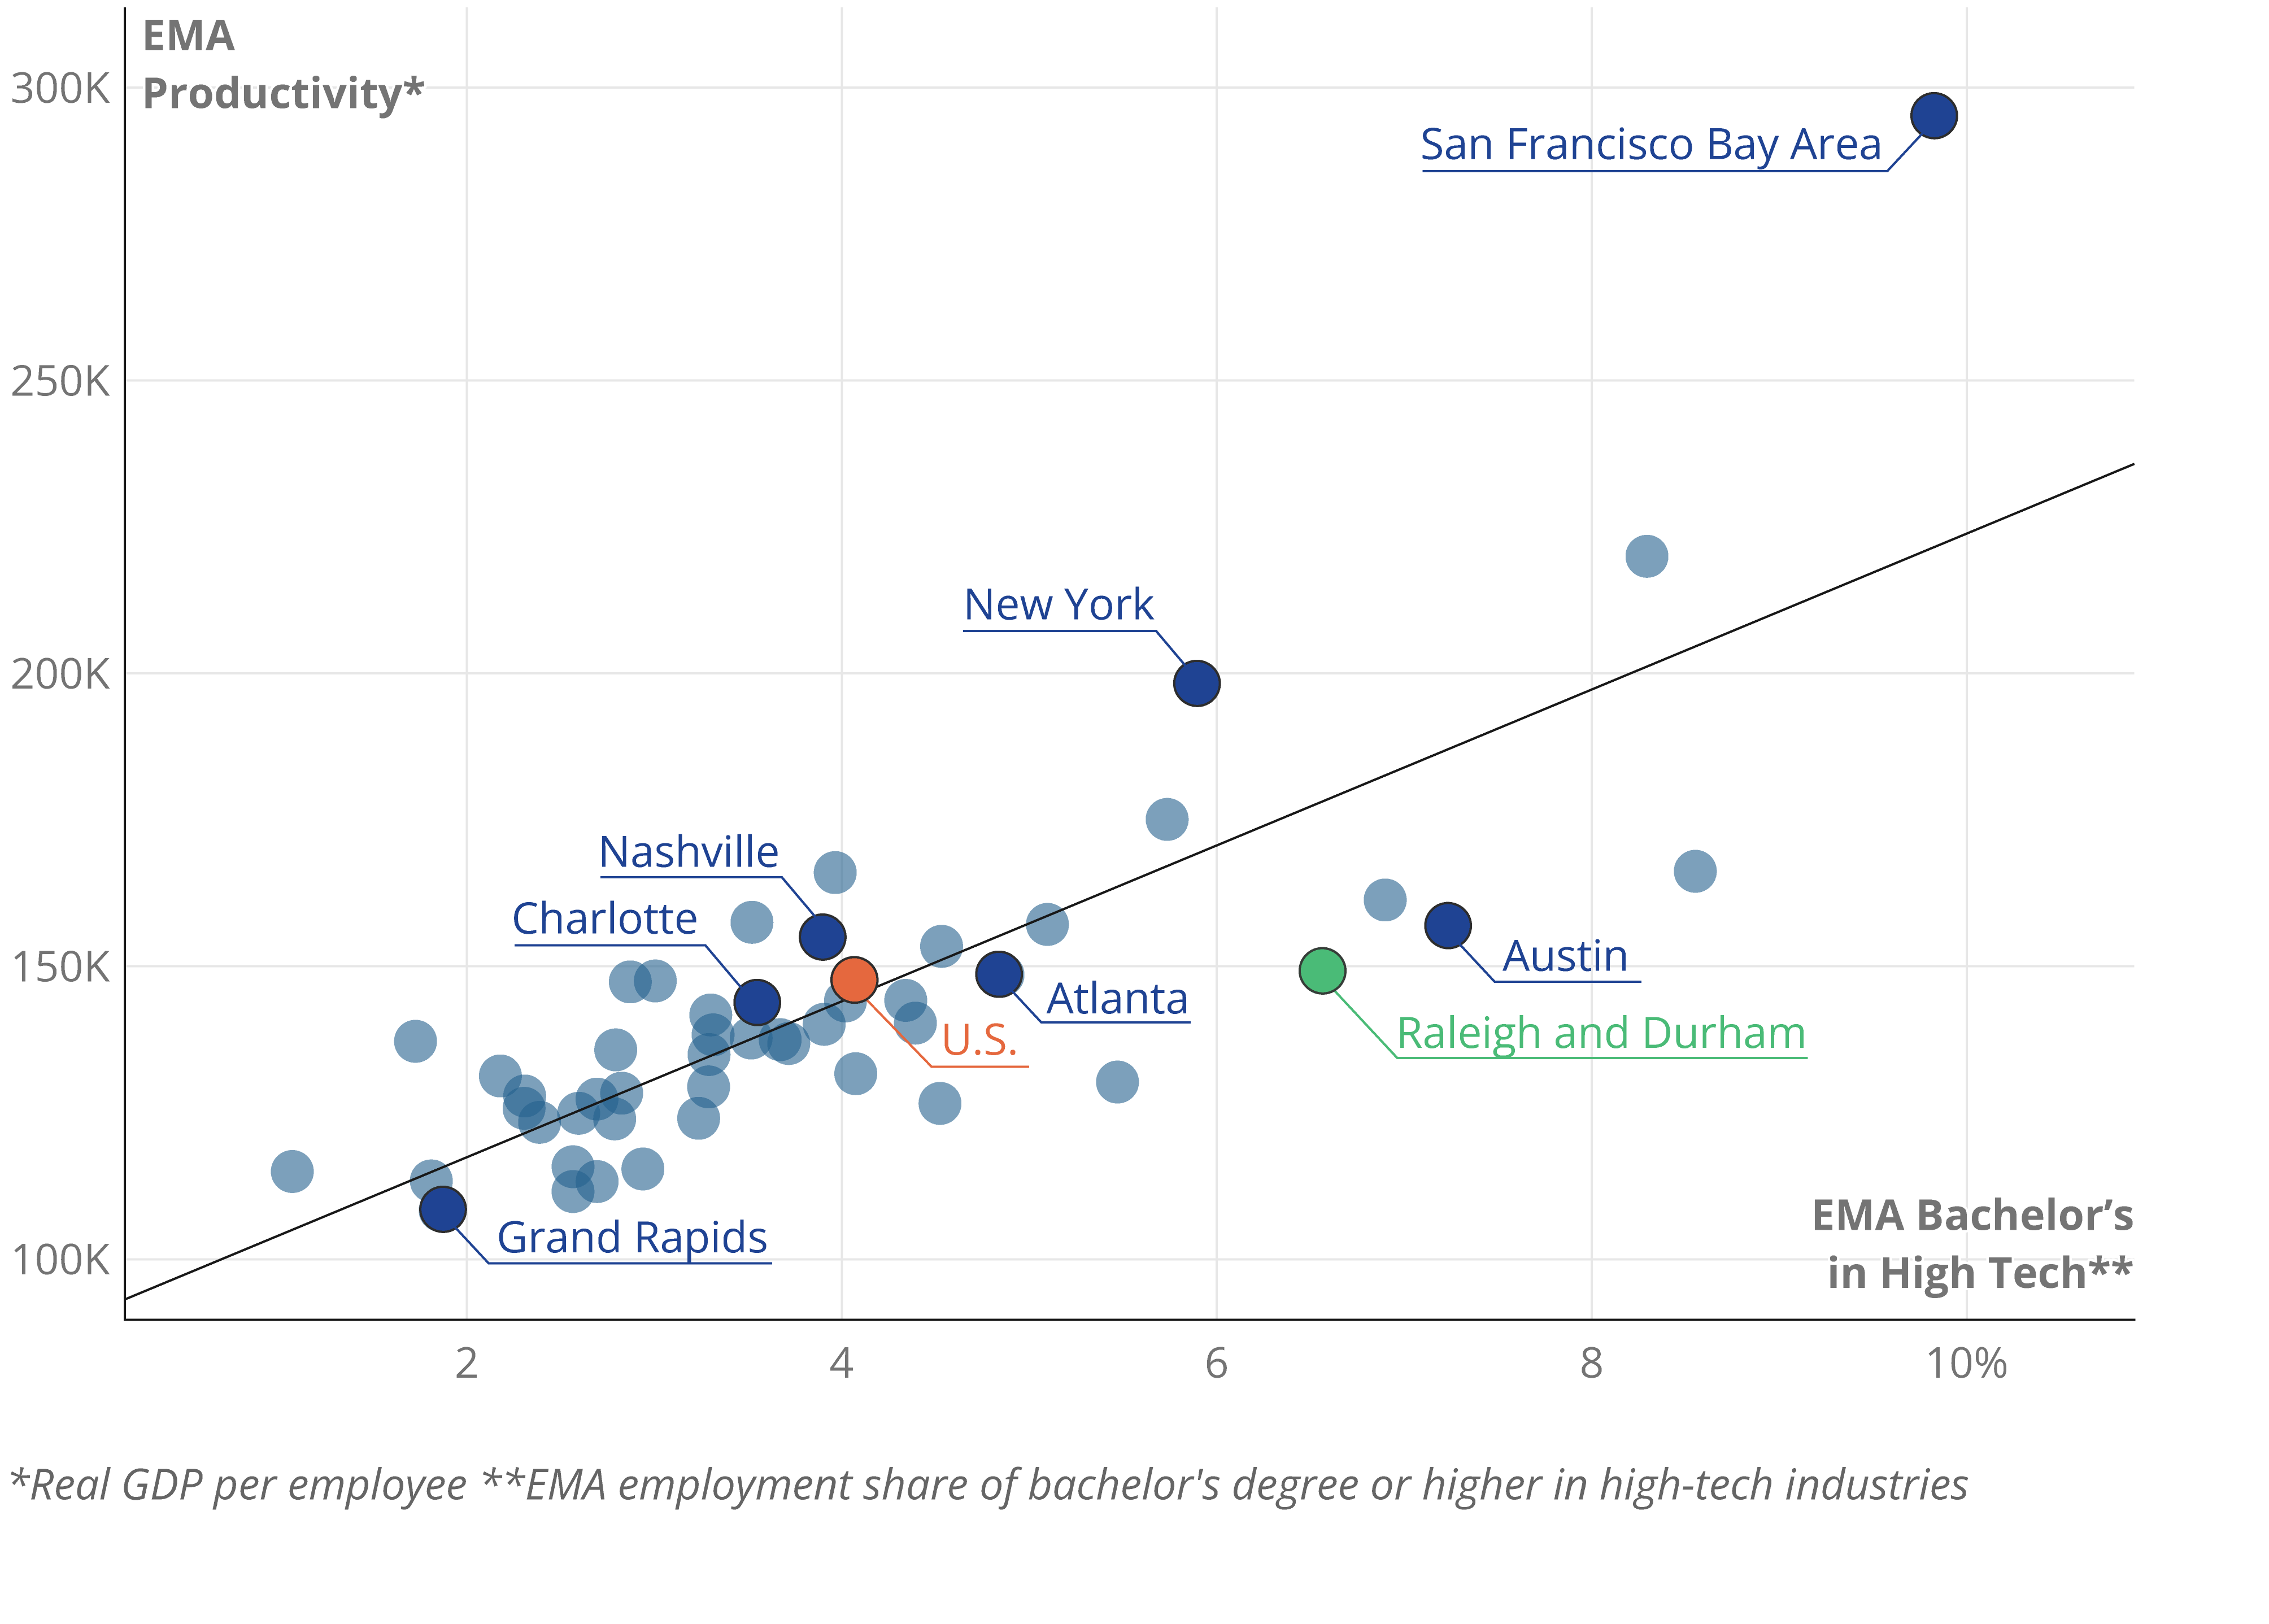 EMA
Productivity*
300K
San Francisco Bay Area
250K
New York
200K
Nashville
Charlotte
150K
Austin
Atlanta
U.S.
Raleigh and Durham
EMA Bachelor’s
Grand Rapids
100K
in High Tech**
2 4 6 8 10%
*Real GDP per employee **EMA employment share of bachelor's degree or higher in high-tech industries